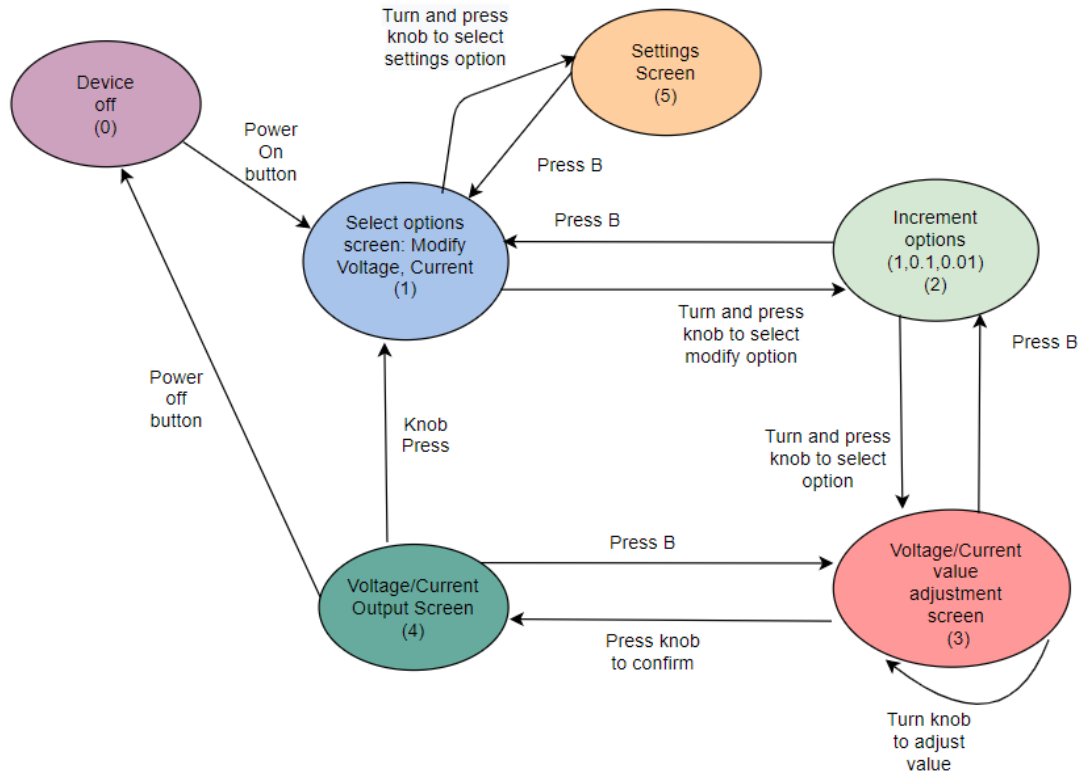 Turn and press
knob to select
settings option
Settings
Screen
(5)
Device
off
(0)
Power
On
button
Press B
Select options
screen: Modify
Voltage, Current
(1)
Press B
Increment
options
(1,0.1,0.01)
(2)
Turn and press
knob to select
modify option
Press B
Power
off
button
Knob
Press
Turn and press
knob to select
option
Press B
Voltage/Current
Output Screen
(4)
Voltage/Current
value
adjustment
screen
(3)
Press knob
to confirm
Turn knob
to adjust
value